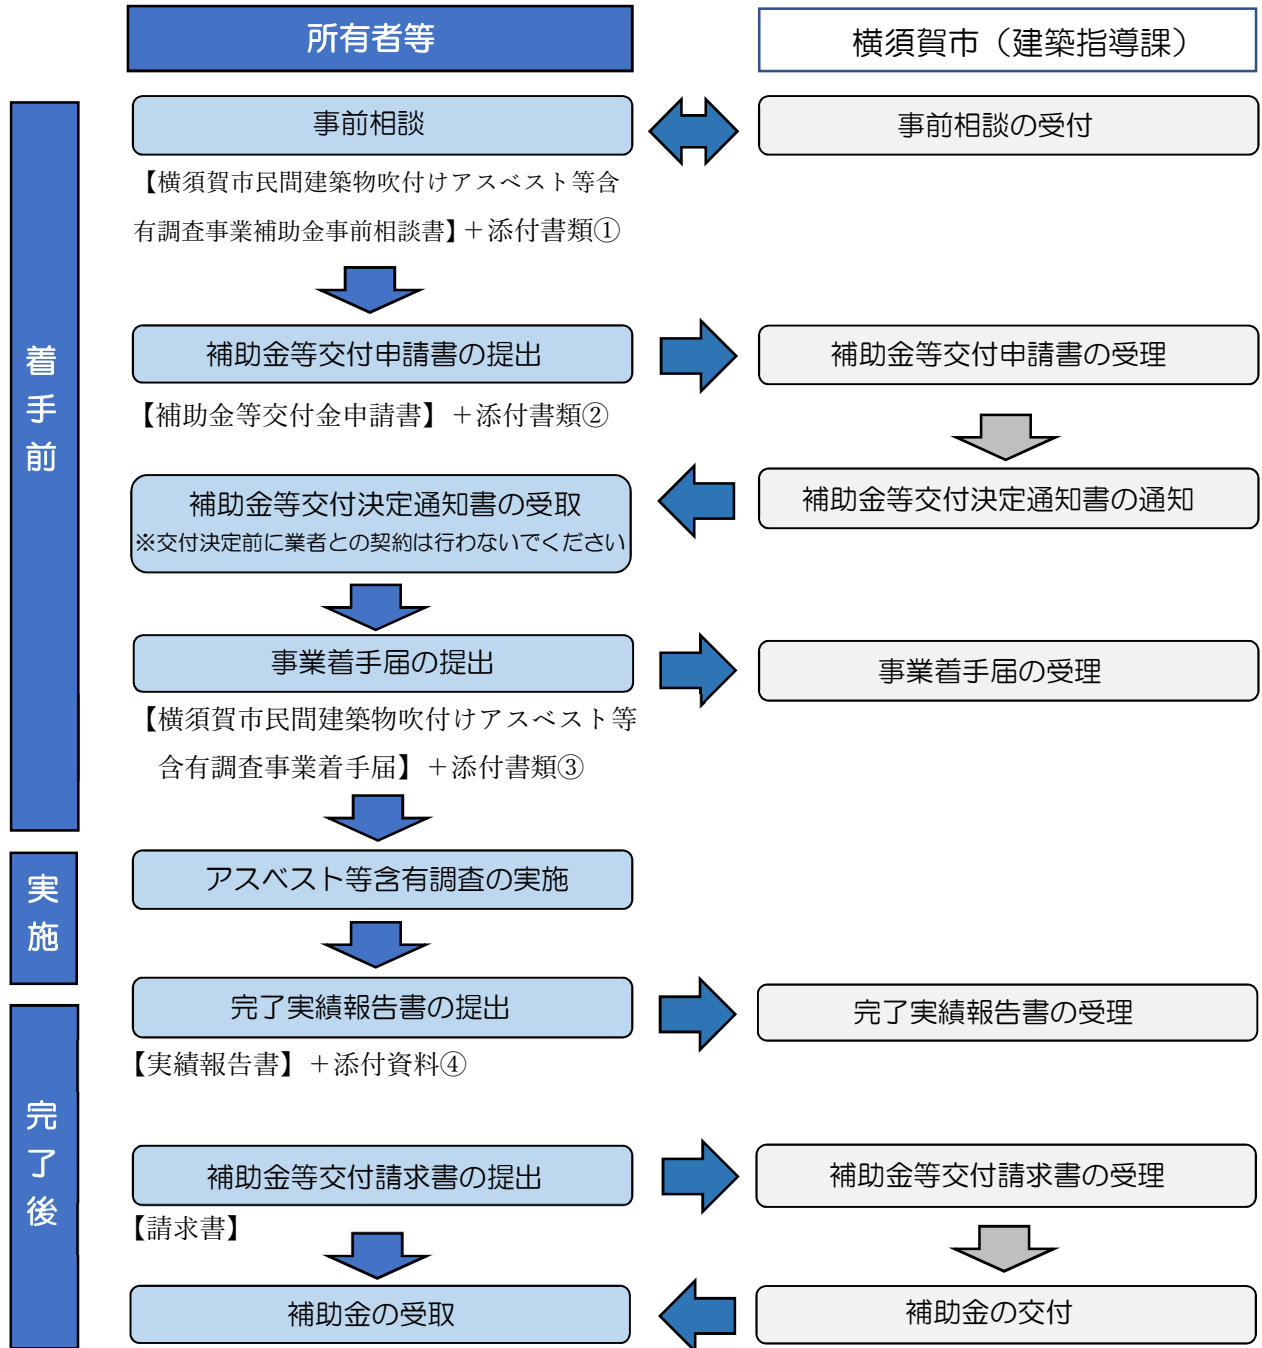 所有者等
横須賀市（建築指導課）
着手前
事前相談
事前相談の受付
【横須賀市民間建築物吹付けアスベスト等含
有調査事業補助金事前相談書】＋添付書類①
補助金等交付申請書の提出
補助金等交付申請書の受理
【補助金等交付金申請書】＋添付書類②
補助金等交付決定通知書の受取
※交付決定前に業者との契約は行わないでください
補助金等交付決定通知書の通知
事業着手届の提出
事業着手届の受理
【横須賀市民間建築物吹付けアスベスト等
含有調査事業着手届】＋添付書類③
実施
アスベスト等含有調査の実施
完了後
完了実績報告書の提出
完了実績報告書の受理
【実績報告書】＋添付資料④
補助金等交付請求書の提出
補助金等交付請求書の受理
【請求書】
補助金の受取
補助金の交付